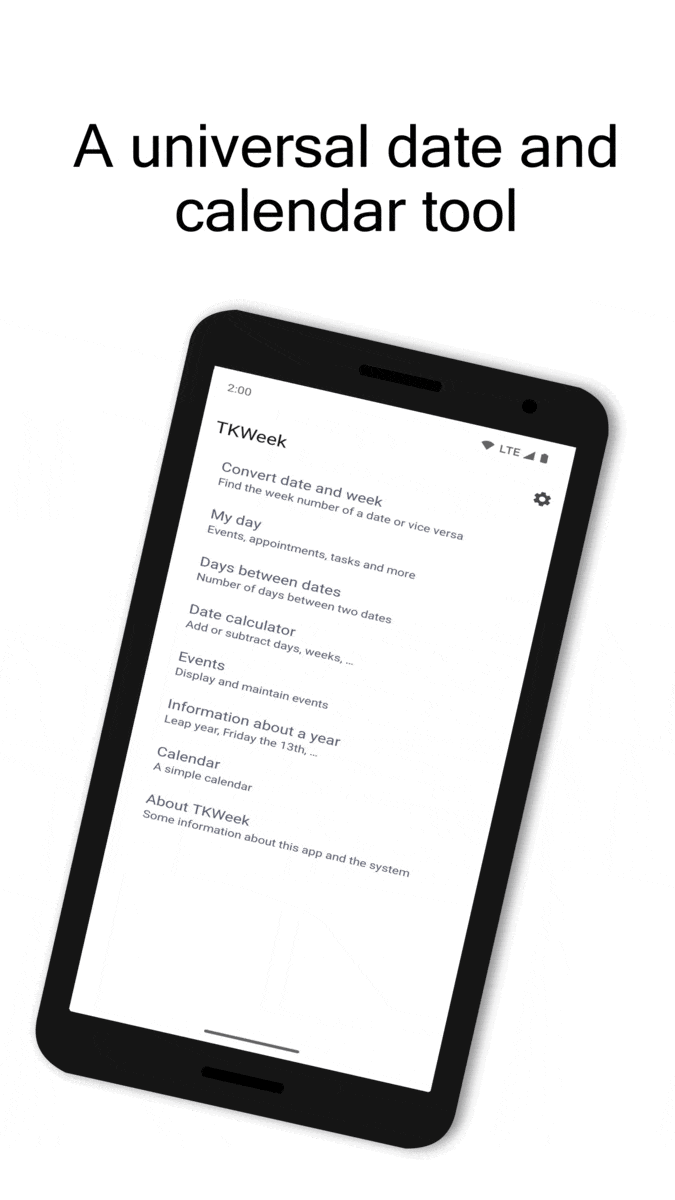 A universal date and
calendar tool
2:00
LTE
TKWeek
Convert date and week
Find the week number of a date or vice versa
My day
Events, appointments, tasks and more
Days between dates
Number of days between two dates
Date calculator
Add or subtract days, weeks, ...
Events
Display and maintain events
Information about a year
Leap year, Friday the 13th, ...
Calendar
A simple calendar
About TKWeek
Some information about this app and the system